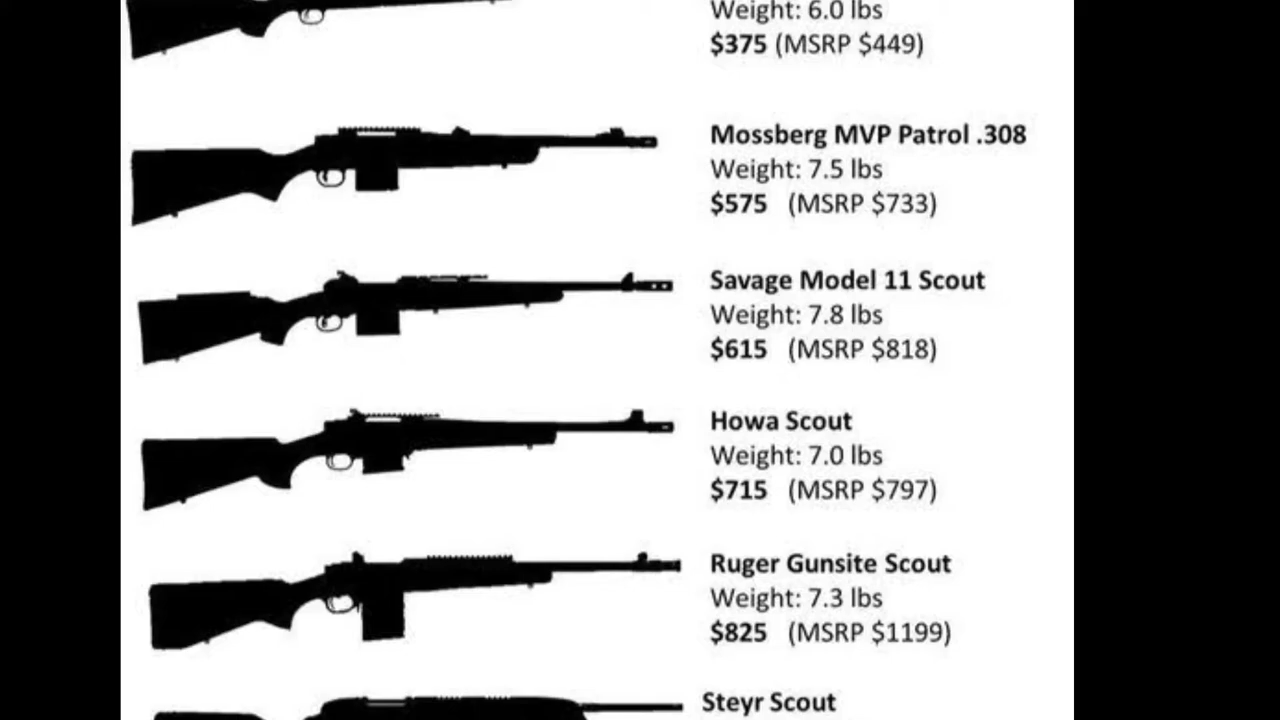 Weight: 6.0 lbs
$375 (MSRP $449)
Mossberg MVP Patrol .308
Weight: 7.5 lbs
$575 (MSRP $733)
Savage Model 11 Scout
Weight: 7.8 lbs
$615 (MSRP $818)
Howa Scout
Weight: 7.0 lbs
$715 (MSRP $797)
Ruger Gunsite Scout
Weight: 7.3 lbs
$825 (MSRP $1199)
Steyr Scout